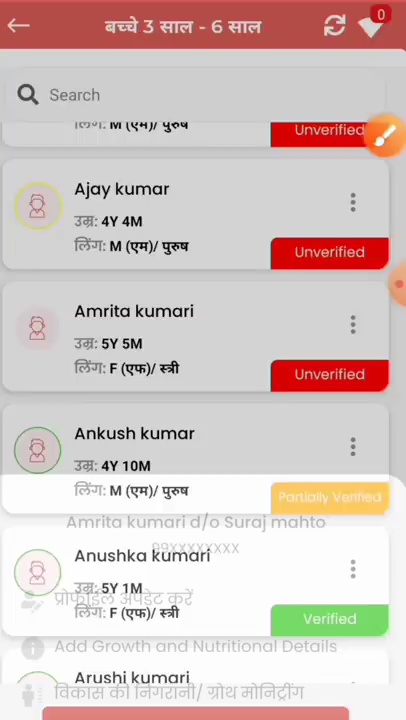 बच्चे 3 साल - 6 साल
0
Search
लिंग: M (एम)/ पुरुष
Unverified
Ajay kumar
उम्र: 4Y 4M
लिंग: M (एम)/ पुरुष
Unverified
Amrita kumari
उम्र: 5Y 5M
लिंग: F (एफ)/ स्त्री
Unverified
Ankush kumar
उम्र: 4Y 10M
लिंग: M (एम)/ पुरुष
Partially Verified
Amrita kumari d/o Suraj mahto
99XXXXXXXX
Anushka kumari
उम्र: 5Y 1M
प्रोफ़ाइल अपडेट करें
लिंग: F (एफ)/ स्त्री
Verified
Add Growth and Nutritional Details
Arushi kumari
विकास की निगरानी/ ग्रोथ मोनिट्रींग